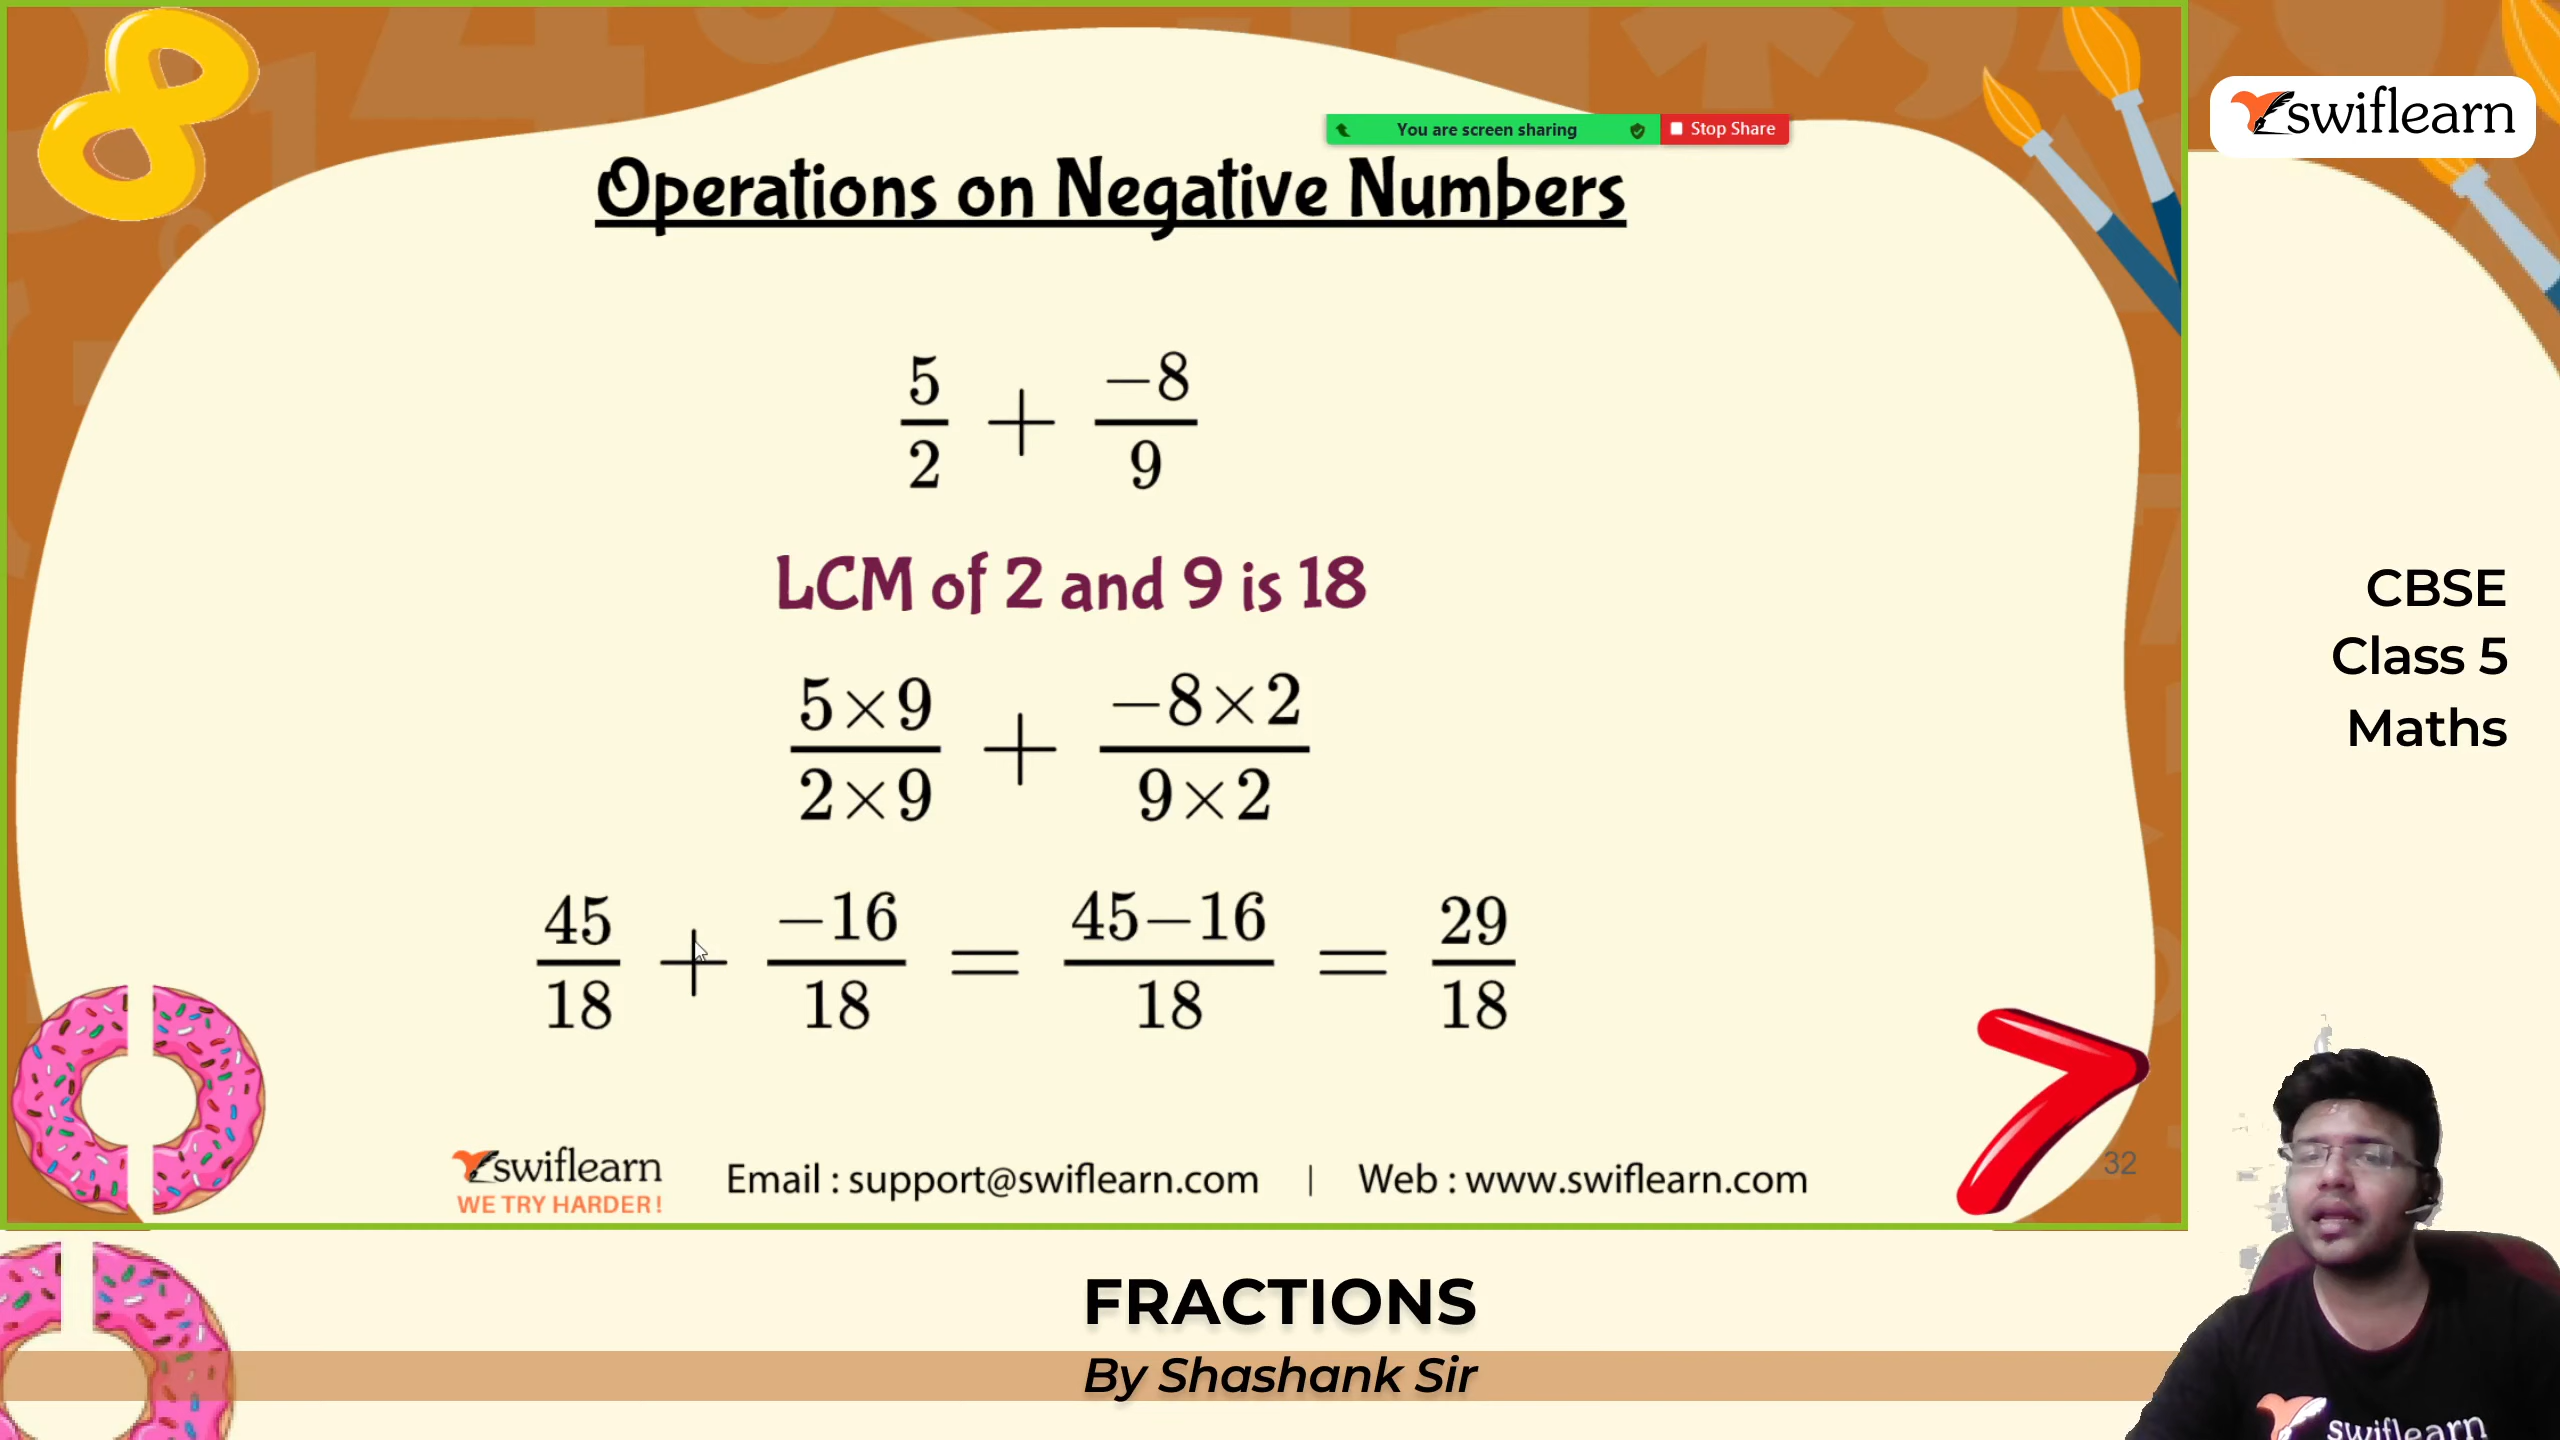 You are screen sharing Stop Share
swiflearn
Operations on Negative Numbers
5/2 + −8/9
LCM of 2 and 9 is 18
5×9/2×9 + −8×2/9×2
45/18 + −16/18 = 45−16/18 = 29/18
CBSE
Class 5
Maths
swiflearn
WE TRY HARDER !
Email : support@swiflearn.com | Web : www.swiflearn.com
32
FRACTIONS
By Shashank Sir
swiflearn